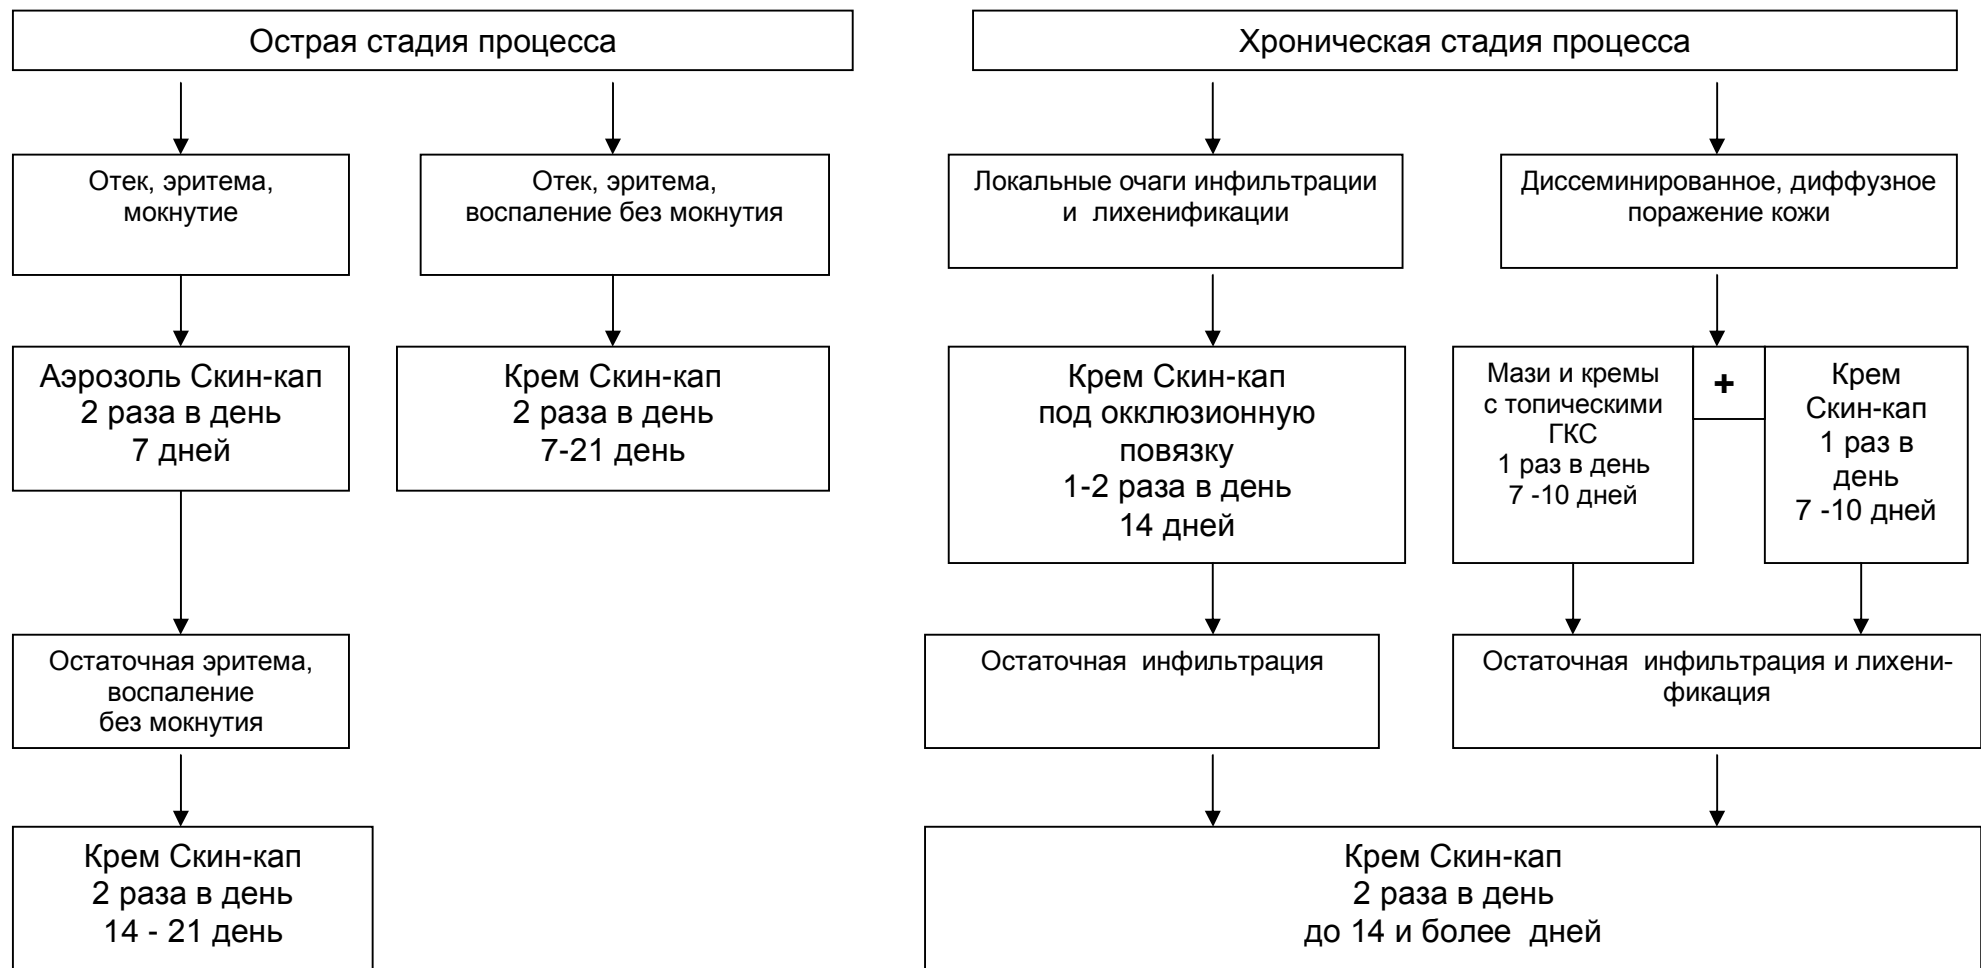 Острая стадия процесса
Хроническая стадия процесса
Отек, эритема,
мокнутие
Отек, эритема,
воспаление без мокнутия
Локальные очаги инфильтрации
и лихенификации
Диссеминированное, диффузное
поражение кожи
Аэрозоль Скин-кап
2 раза в день
7 дней
Крем Скин-кап
2 раза в день
7-21 день
Крем Скин-кап
под окклюзионную
повязку
1-2 раза в день
14 дней
Мази и кремы
с топическими
ГКС
1 раз в день
7 -10 дней
+
Крем
Скин-кап
1 раз в
день
7 -10 дней
Остаточная эритема,
воспаление
без мокнутия
Остаточная инфильтрация
Остаточная инфильтрация и лихени-
фикация
Крем Скин-кап
2 раза в день
14 - 21 день
Крем Скин-кап
2 раза в день
до 14 и более дней